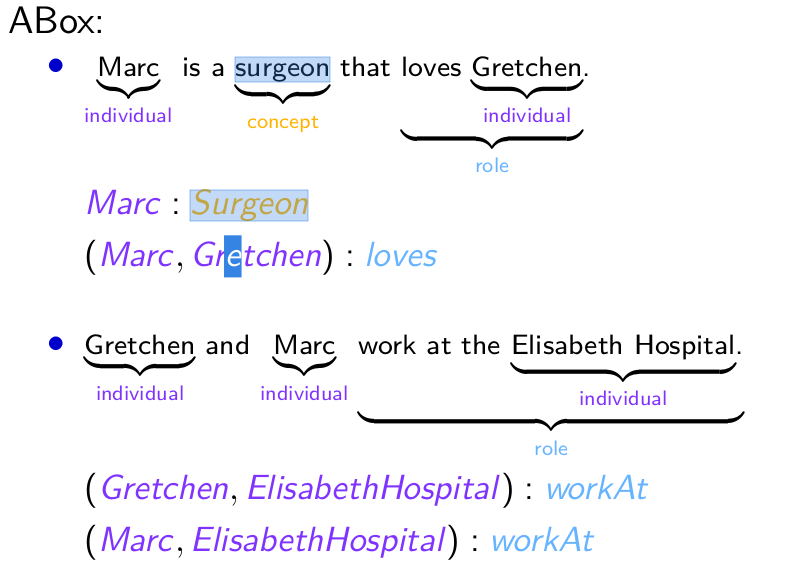 ABox:
• Marc is a surgeon that loves Gretchen.
individual concept individual
role
Marc : Surgeon
(Marc, Gretchen) : loves
• Gretchen and Marc work at the Elisabeth Hospital.
individual individual individual
role
(Gretchen, ElisabethHospital) : workAt
(Marc, ElisabethHospital) : workAt